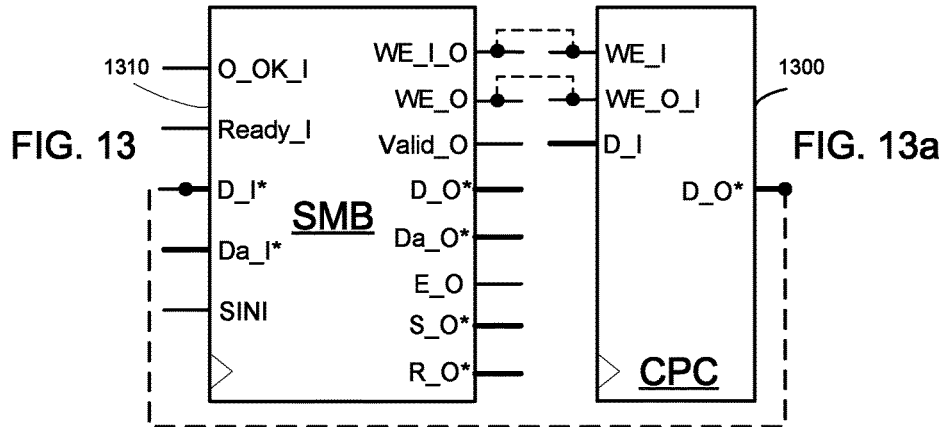 FIG. 13
1310
O_OK_I
Ready_I
D_I*
Da_I*
SINI
SMB
WE_I_O
WE_O
Valid_O
D_O*
Da_O*
E_O
S_O*
R_O*
WE_I
WE_O_I
D_I
D_O*
CPC
1300
FIG. 13a